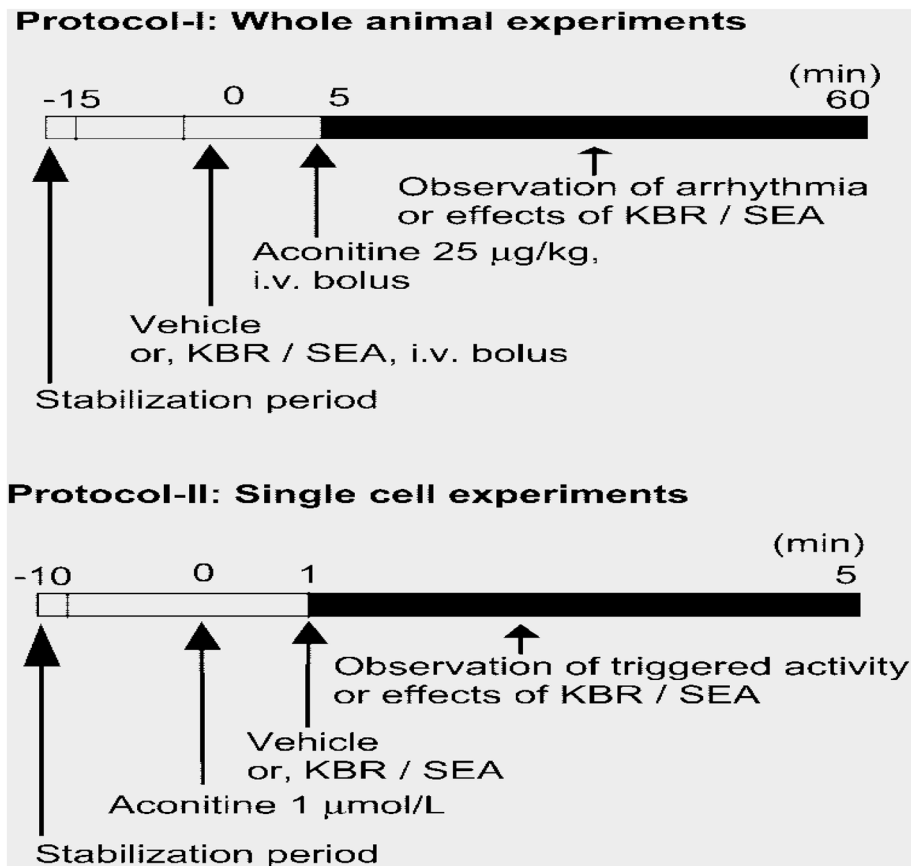 Protocol-I: Whole animal experiments
(min)
-15 0 5 60
Observation of arrhythmia
or effects of KBR / SEA
Aconitine 25 µg/kg,
i.v. bolus
Vehicle
or, KBR / SEA, i.v. bolus
Stabilization period
Protocol-II: Single cell experiments
(min)
-10 0 1 5
Observation of triggered activity
or effects of KBR / SEA
Vehicle
or, KBR / SEA
Aconitine 1 µmol/L
Stabilization period